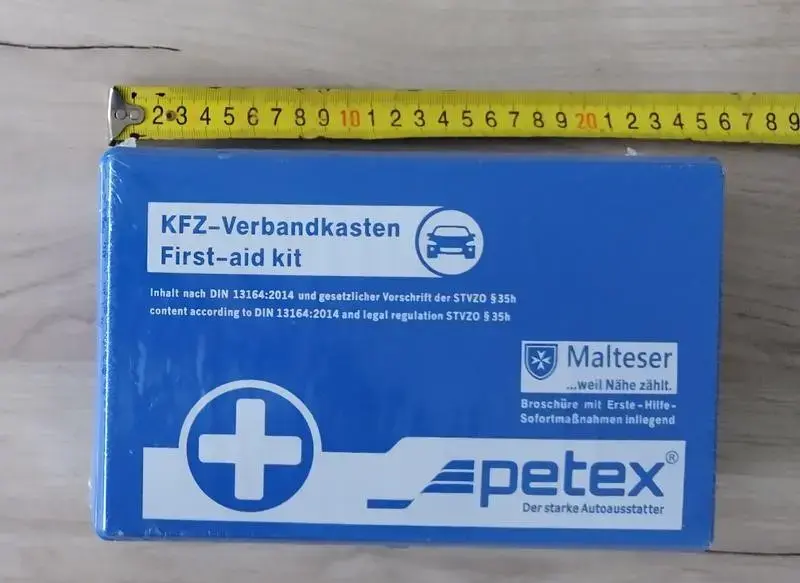 2 3 4 5 6 7 8 9 10 1 2 3 4 5 6 7 8 9 20 1 2 3 4 5 6 7 8 9
KFZ-Verbandkasten
First-aid kit
Inhalt nach DIN 13164:2014 und gesetzlicher Vorschrift der STVZO §35h
content according to DIN 13164:2014 and legal regulation STVZO §35h
Malteser
...weil Nähe zählt.
Broschüre mit Erste-Hilfe-
Sofortmaßnahmen inliegend
petex®
Der starke Autoausstatter